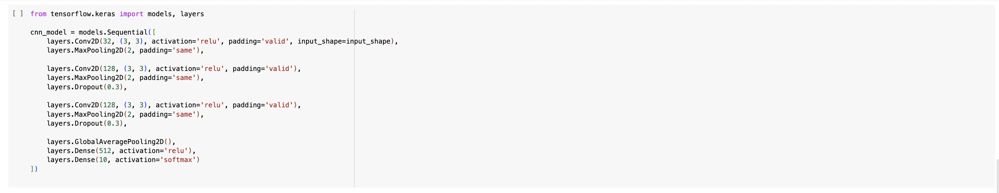 [ ] from tensorflow.keras import models, layers
cnn_model = models.Sequential([
layers.Conv2D(32, (3, 3), activation='relu', padding='valid', input_shape=input_shape),
layers.MaxPooling2D(2, padding='same'),
layers.Conv2D(128, (3, 3), activation='relu', padding='valid'),
layers.MaxPooling2D(2, padding='same'),
layers.Dropout(0.3),
layers.Conv2D(128, (3, 3), activation='relu', padding='valid'),
layers.MaxPooling2D(2, padding='same'),
layers.Dropout(0.3),
layers.GlobalAveragePooling2D(),
layers.Dense(512, activation='relu'),
layers.Dense(10, activation='softmax')
])